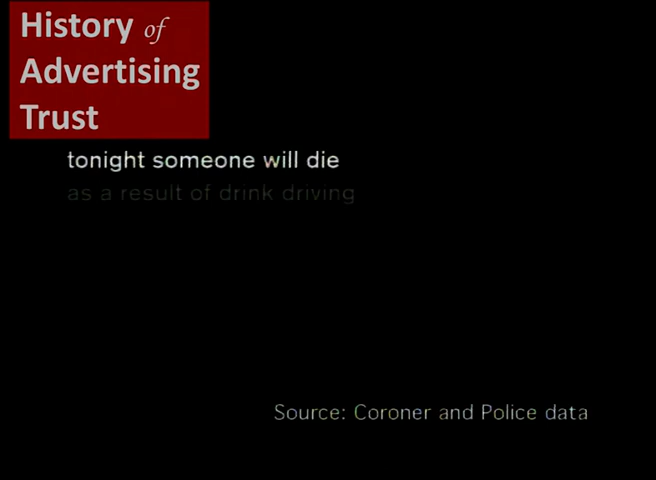 History of
Advertising
Trust
tonight someone will die
as a result of drink driving
Source: Coroner and Police data